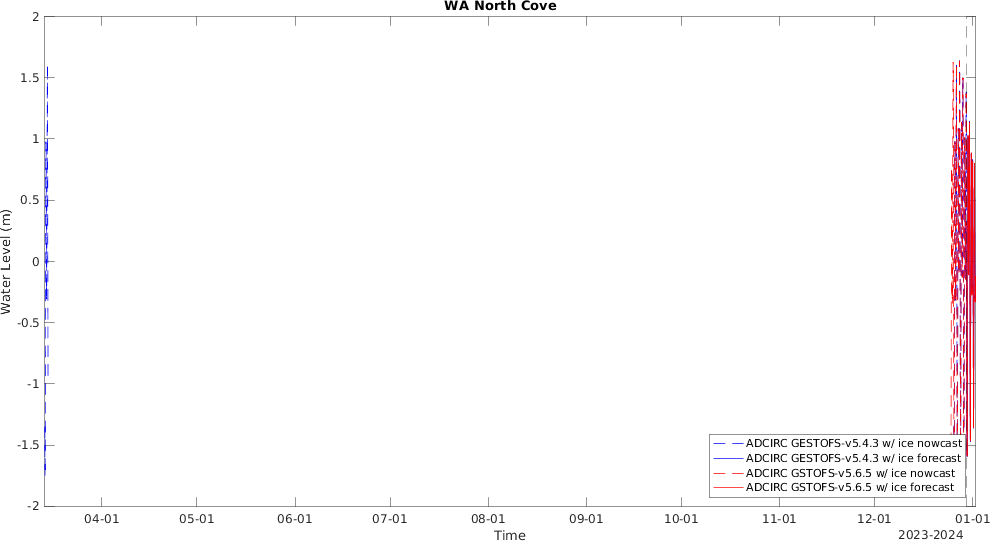 WA North Cove
2
1.5
1
0.5
0
-0.5
-1
-1.5
-2
Water Level (m)
ADCIRC GESTOFS-v5.4.3 w/ ice nowcast
ADCIRC GESTOFS-v5.4.3 w/ ice forecast
ADCIRC GSTOFS-v5.6.5 w/ ice nowcast
ADCIRC GSTOFS-v5.6.5 w/ ice forecast
04-01 05-01 06-01 07-01 08-01 09-01 10-01 11-01 12-01 01-01
Time
2023-2024